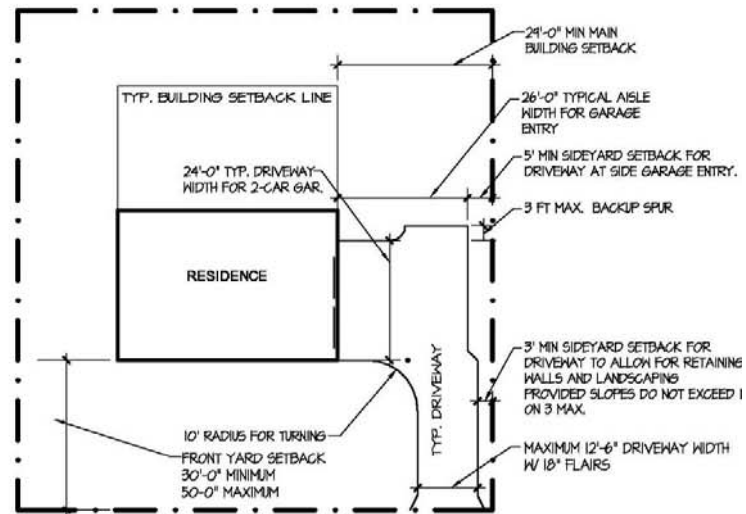 29'-0" MIN MAIN
BUILDING SETBACK
TYP. BUILDING SETBACK LINE
26'-0" TYPICAL AISLE
WIDTH FOR GARAGE
ENTRY
24'-0" TYP. DRIVEWAY
WIDTH FOR 2-CAR GAR.
5' MIN SIDEYARD SETBACK FOR
DRIVEWAY AT SIDE GARAGE ENTRY.
3 FT MAX. BACKUP SPUR
RESIDENCE
3' MIN SIDEYARD SETBACK FOR
DRIVEWAY TO ALLOW FOR RETAINING
WALLS AND LANDSCAPING
PROVIDED SLOPES DO NOT EXCEED 1
ON 3 MAX.
TYP. DRIVEWAY
10' RADIUS FOR TURNING
FRONT YARD SETBACK
30'-0" MINIMUM
50-0" MAXIMUM
MAXIMUM 12'-6" DRIVEWAY WIDTH
W/ 18" FLAIRS